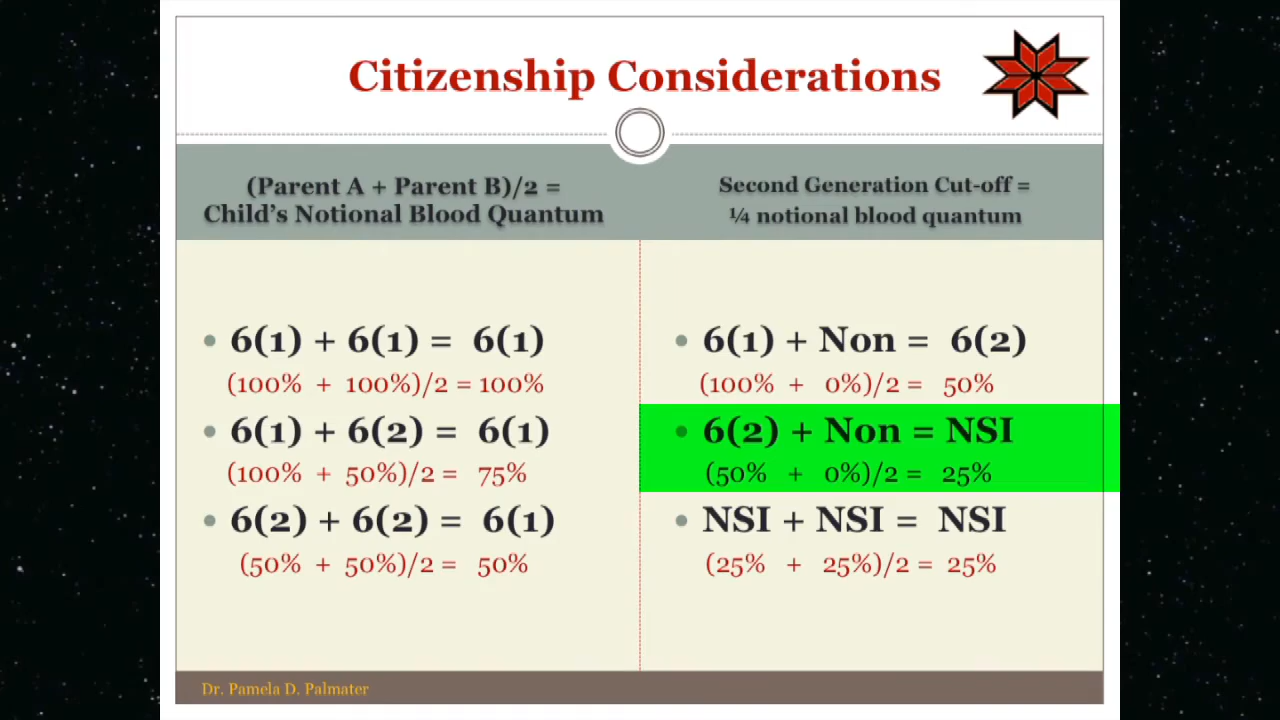 Citizenship Considerations
(Parent A + Parent B)/2 =
Child's Notional Blood Quantum
6(1) + 6(1) = 6(1)
(100% + 100%)/2 = 100%
6(1) + 6(2) = 6(1)
(100% + 50%)/2 = 75%
6(2) + 6(2) = 6(1)
(50% + 50%)/2 = 50%
Second Generation Cut-off =
¼ notional blood quantum
6(1) + Non = 6(2)
(100% + 0%)/2 = 50%
6(2) + Non = NSI
(50% + 0%)/2 = 25%
NSI + NSI = NSI
(25% + 25%)/2 = 25%
Dr. Pamela D. Palmater